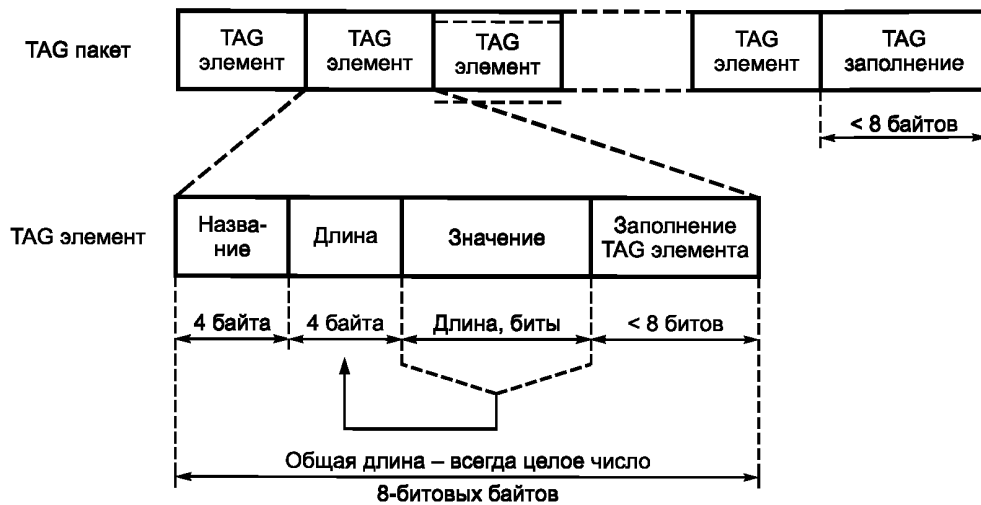 TAG пакет
TAG
элемент
TAG
элемент
TAG
элемент
TAG
элемент
TAG
заполнение
< 8 байтов
TAG элемент
Назва-
ние
Длина
Значение
Заполнение
TAG элемента
4 байта
4 байта
Длина, биты
< 8 битов
Общая длина – всегда целое число
8-битовых байтов